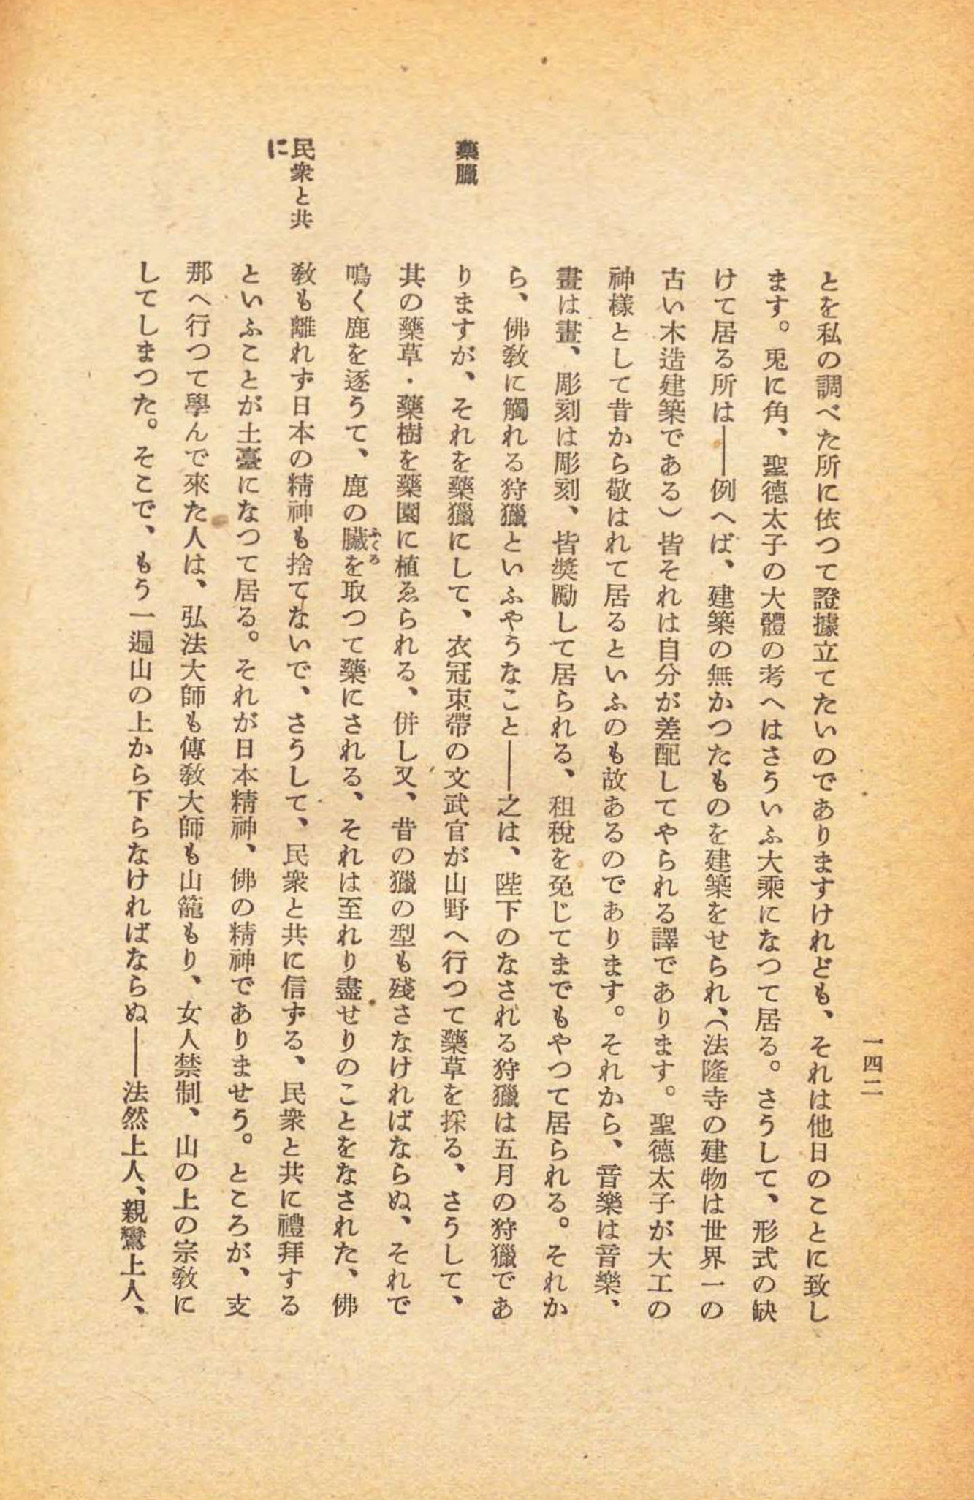 一四二
とを私の調べた所に依つて證據立てたいのでありますけれども、それは他日のことに致し
ます。兎に角、聖德太子の大體の考へはさういふ大乘になつて居る。さうして、形式の缺
けて居る所は――例へば、建築の無かつたものを建築をせられ、（法隆寺の建物は世界一の
古い木造建築である）皆それは自分が差配してやられる譯であります。聖德太子が大工の
神樣として昔から敬はれて居るといふのも故あるのであります。それから、音樂は音樂、
畫は畫、彫刻は彫刻、皆奬勵して居られる、租稅を免じてまでもやつて居られる。それか
ら、佛敎に觸れる狩獵といふやうなこと――之は、陛下のなされる狩獵は五月の狩獵であ
藥臘
りますが、それを藥獵にして、衣冠束帶の文武官が山野へ行つて藥草を採る、さうして、
其の藥草・藥樹を藥園に植ゑられる、併し又、昔の獵の型も殘さなければならぬ、それで
鳴く鹿を逐うて、鹿の臓ふくろを取つて藥にされる、それは至れり盡せりのことをなされた、佛
民衆と共
に
敎も離れず日本の精神も捨てないで、さうして、民衆と共に信ずる、民衆と共に禮拜する
といふことが土臺になつて居る。それが日本精神、佛の精神でありませう。ところが、支
那へ行つて學んで來た人は、弘法大師も傳敎大師も山籠もり、女人禁制、山の上の宗敎に
してしまつた。そこで、もう一遍山の上から下らなければならぬ――法然上人、親鸞上人、